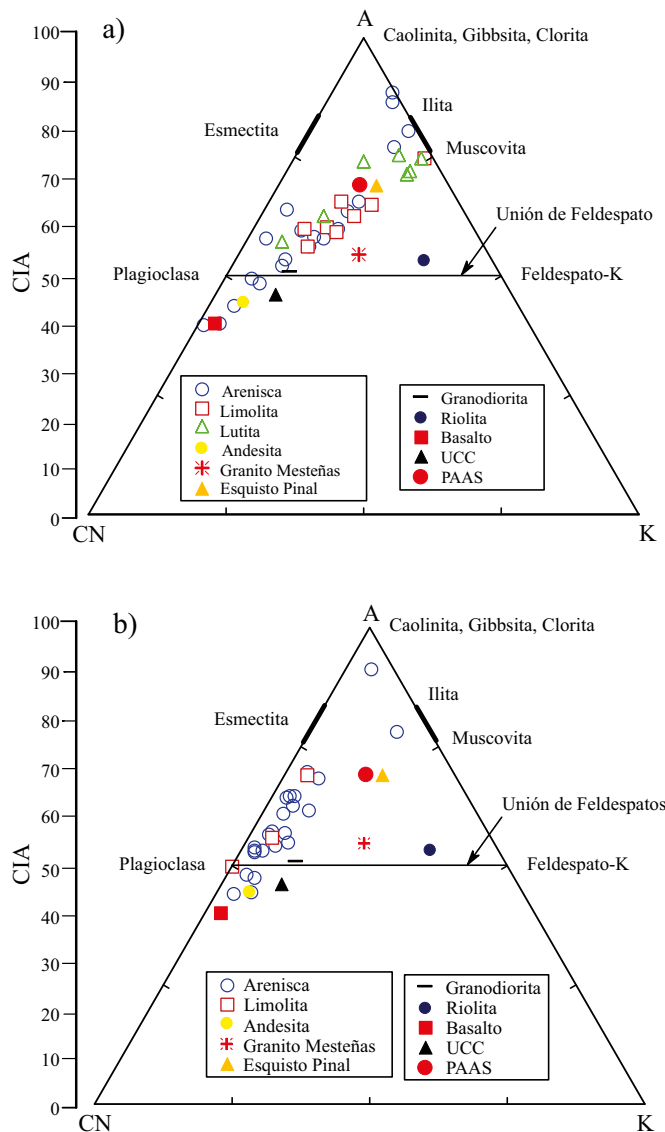 a)
A
Caolinita, Gibbsita, Clorita
Ilita
Esmectita
Muscovita
Unión de Feldespato
Plagioclasa
Feldespato-K
CIA
100
90
80
70
60
50
40
30
20
10
0
Arenisca
Limolita
Lutita
Andesita
Granito Mesteñas
Esquisto Pinal
Granodiorita
Riolita
Basalto
UCC
PAAS
CN
K
b)
A
Caolinita, Gibbsita, Clorita
Ilita
Esmectita
Muscovita
Unión de Feldespatos
Plagioclasa
Feldespato-K
CIA
100
90
80
70
60
50
40
30
20
10
0
Arenisca
Limolita
Andesita
Granito Mesteñas
Esquisto Pinal
Granodiorita
Riolita
Basalto
UCC
PAAS
CN
K